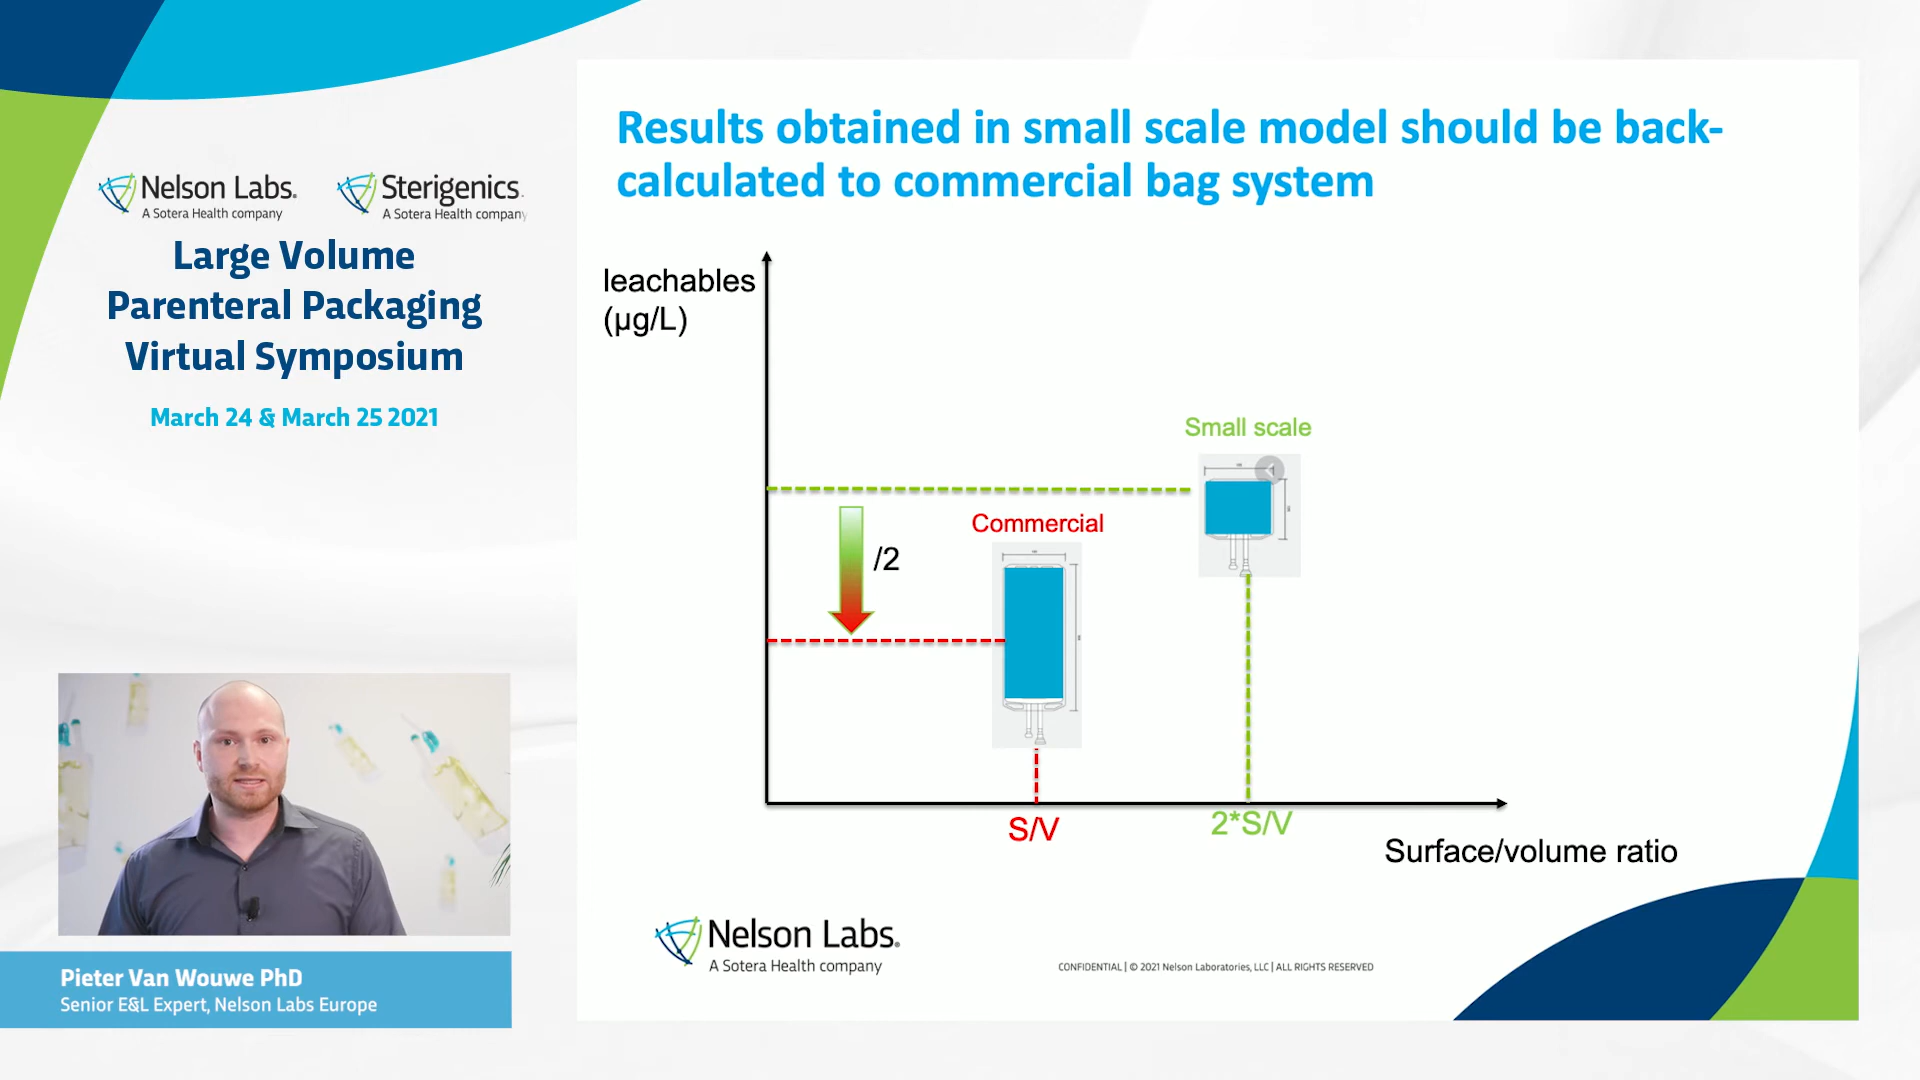 Nelson Labs.
A Sotera Health company
Sterigenics.
A Sotera Health company
Large Volume
Parenteral Packaging
Virtual Symposium
March 24 & March 25 2021
Pieter Van Wouwe PhD
Senior E&L Expert, Nelson Labs Europe
Results obtained in small scale model should be back-
calculated to commercial bag system
leachables
(µg/L)
Small scale
Commercial
/2
S/V
2*S/V
Surface/volume ratio
Nelson Labs®
A Sotera Health company
CONFIDENTIAL | © 2021 Nelson Laboratories, LLC | ALL RIGHTS RESERVED